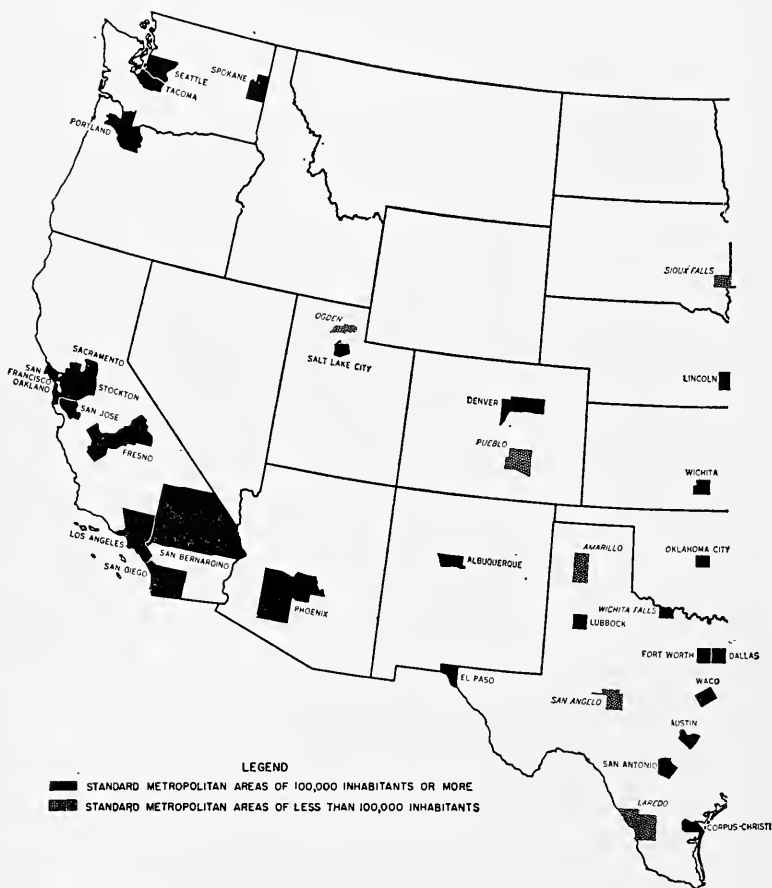 SEATTLE
SPOKANE
TACOMA
PORTLAND
SIOUX FALLS
OGDEN
SALT LAKE CITY
SACRAMENTO
SAN
FRANCISCO
OAKLAND
STOCKTON
SAN JOSE
FRESNO
LINCOLN
DENVER
PUEBLO
WICHITA
LOS ANGELES
SAN BERNARDINO
SAN DIEGO
PHOENIX
ALBUQUERQUE
AMARILLO
OKLAHOMA CITY
WICHITA FALLS
LUBBOCK
FORT WORTH
DALLAS
EL PASO
WACO
SAN ANGELO
AUSTIN
SAN ANTONIO
LAREDO
CORPUS-CHRISTI
LEGEND
STANDARD METROPOLITAN AREAS OF 100,000 INHABITANTS OR MORE
STANDARD METROPOLITAN AREAS OF LESS THAN 100,000 INHABITANTS